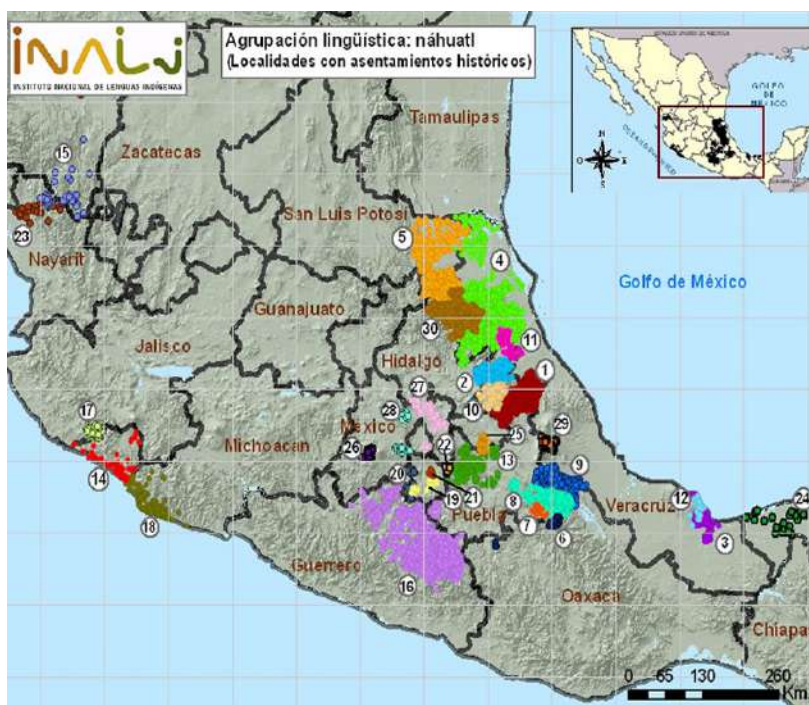 INALI
INSTITUTO NACIONAL DE LENGUAS INDÍGENAS
Agrupación lingüística: náhuatl
(Localidades con asentamientos históricos)
GOLFO
DE
MÉXICO
N
O
E
S
Tamaulipas
15
Zacatecas
San Luis Potosí
23
Nayarit
5
4
Golfo de México
Guanajuato
30
11
Jalisco
Hidalgo
2
1
27
10
17
28
México
Michoacan
22
25
29
26
13
9
14
20
12
24
21
8
Veracruz
18
19
Puebla
7
3
6
Guerrero
16
Oaxaca
Chiapa
0 65 130 260
Km